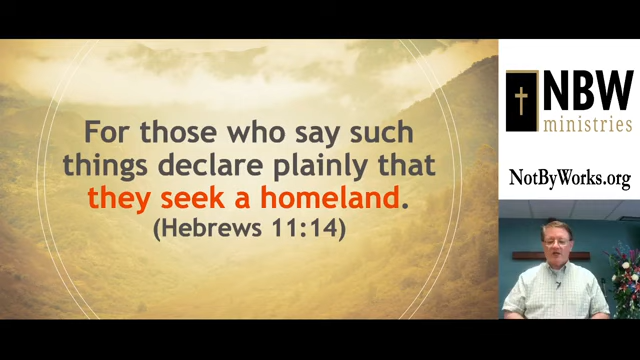 For those who say such
things declare plainly that
they seek a homeland.
(Hebrews 11:14)
NBW
ministries
NotByWorks.org